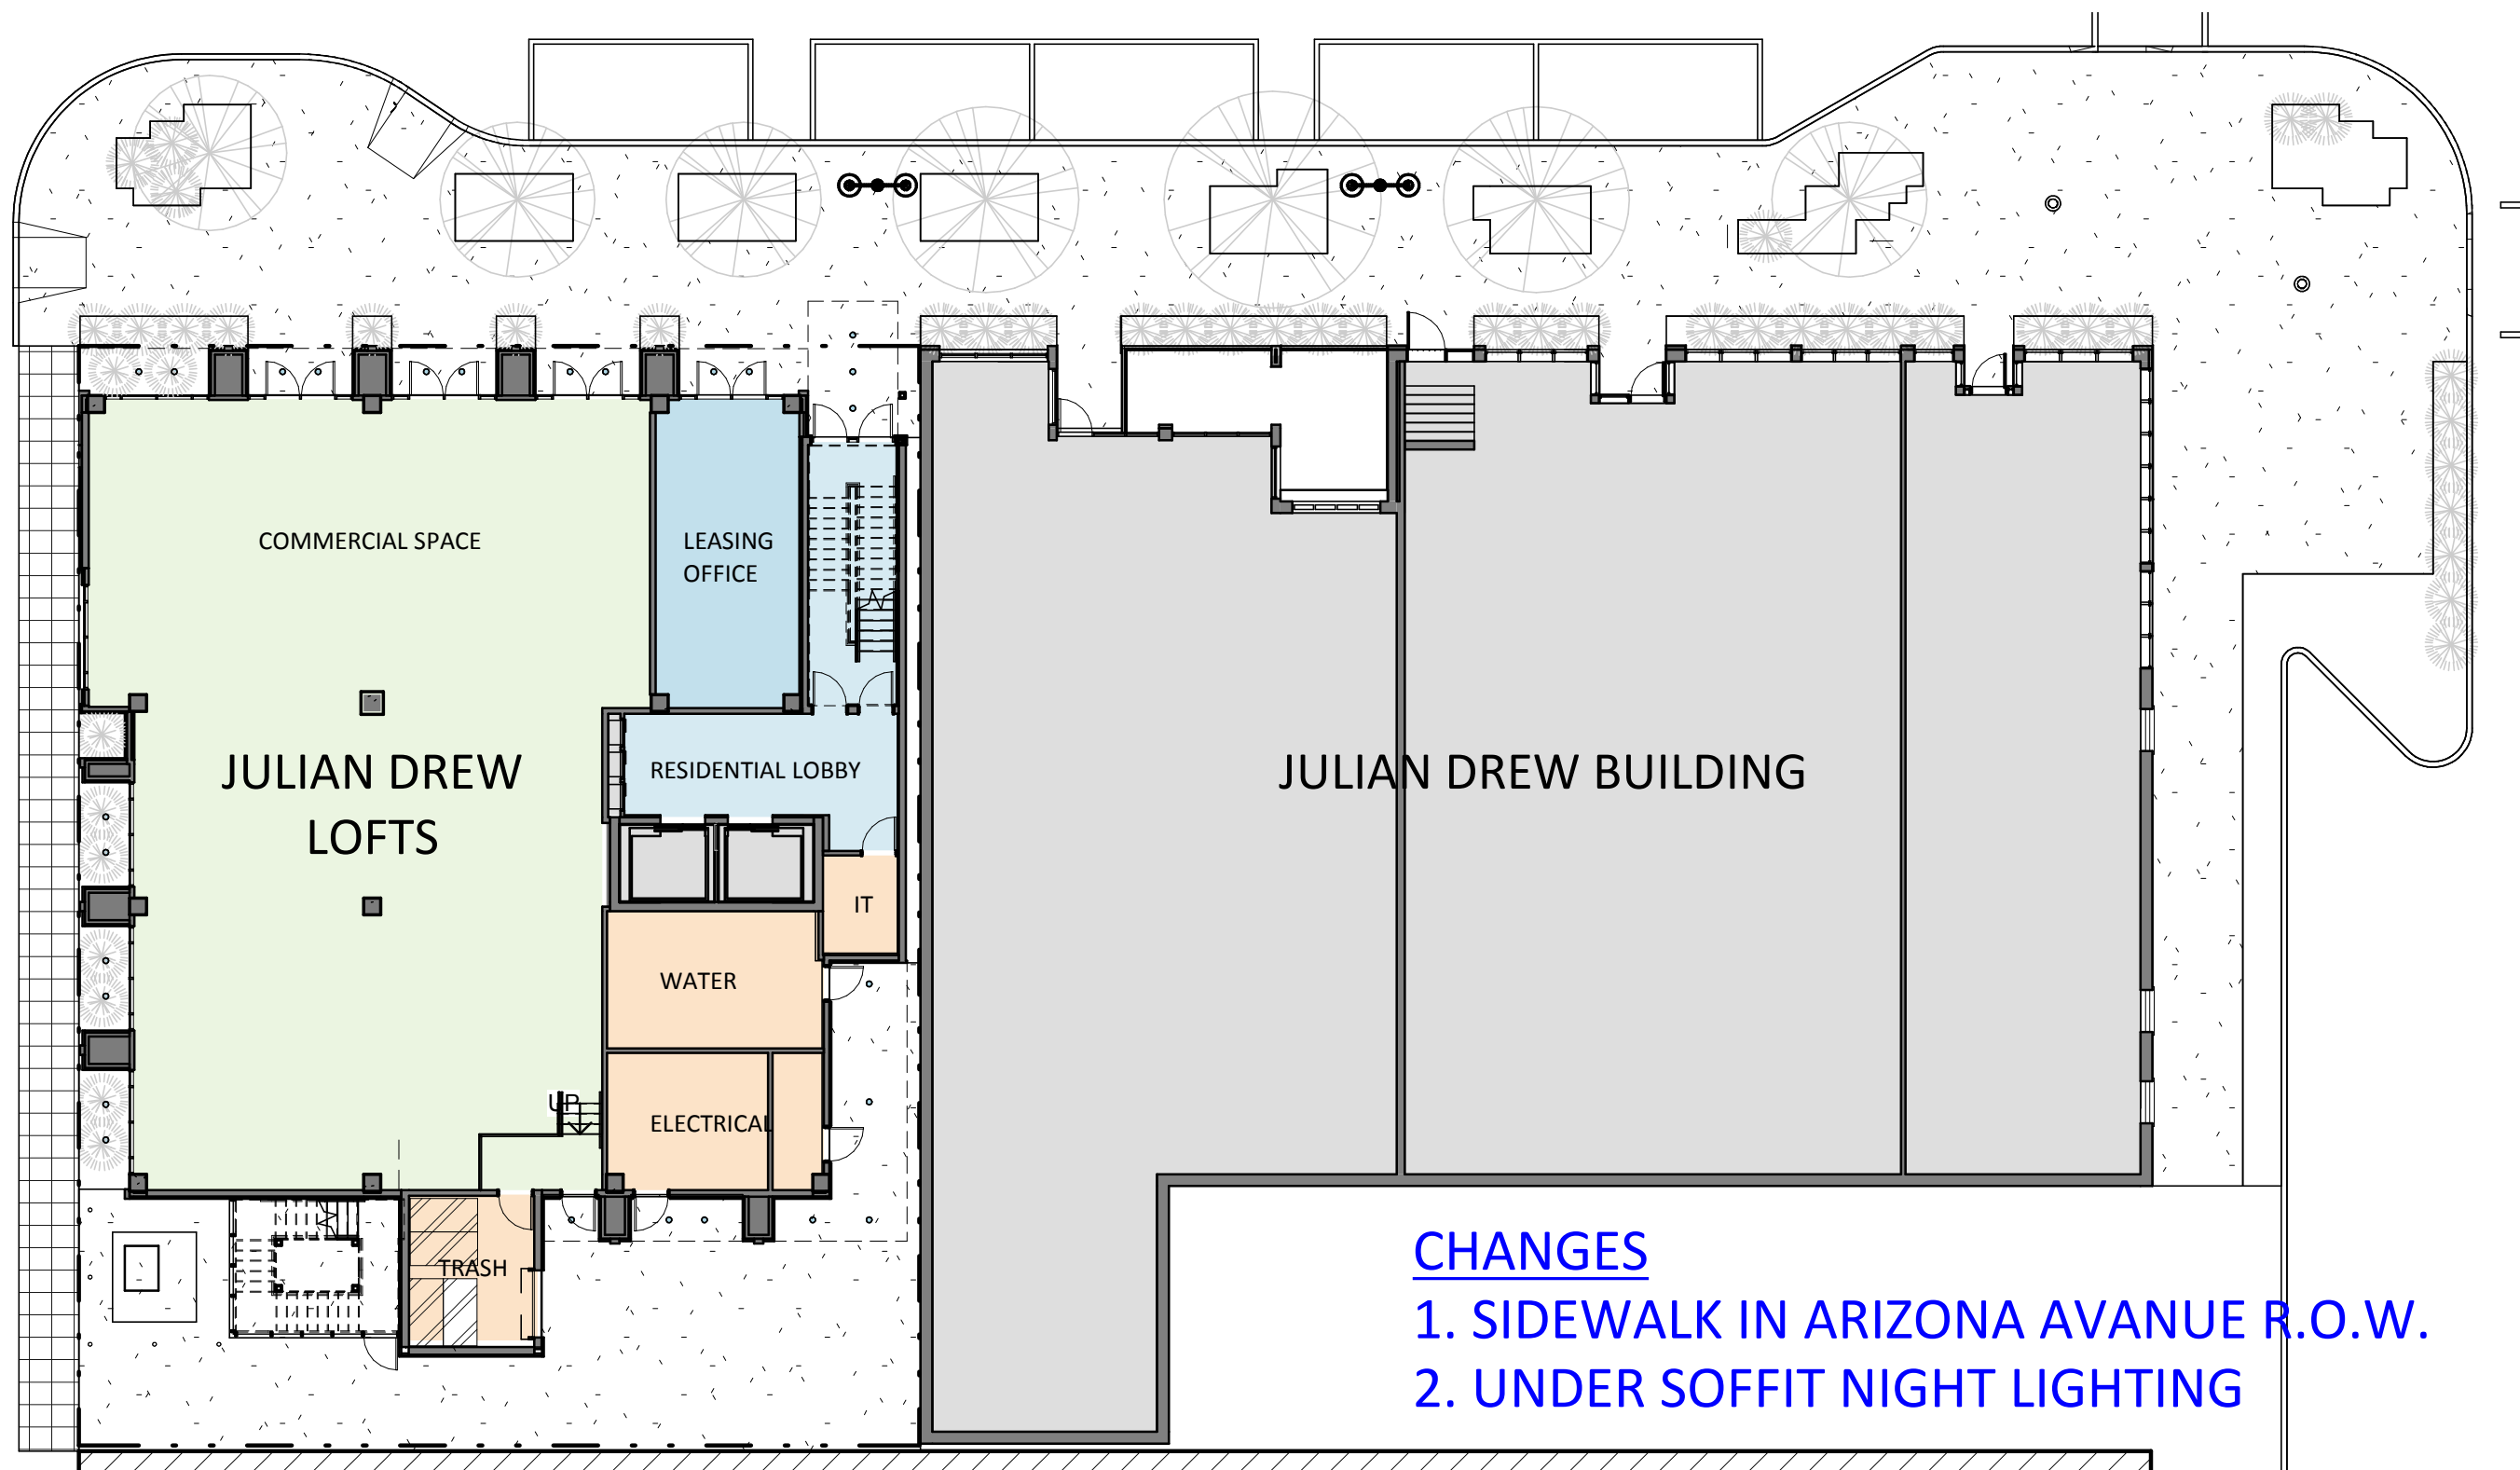 COMMERCIAL SPACE
LEASING
OFFICE
JULIAN DREW
LOFTS
RESIDENTIAL LOBBY
JULIAN DREW BUILDING
IT
WATER
UP
ELECTRICAL
TRASH
CHANGES
1. SIDEWALK IN ARIZONA AVANUE R.O.W.
2. UNDER SOFFIT NIGHT LIGHTING